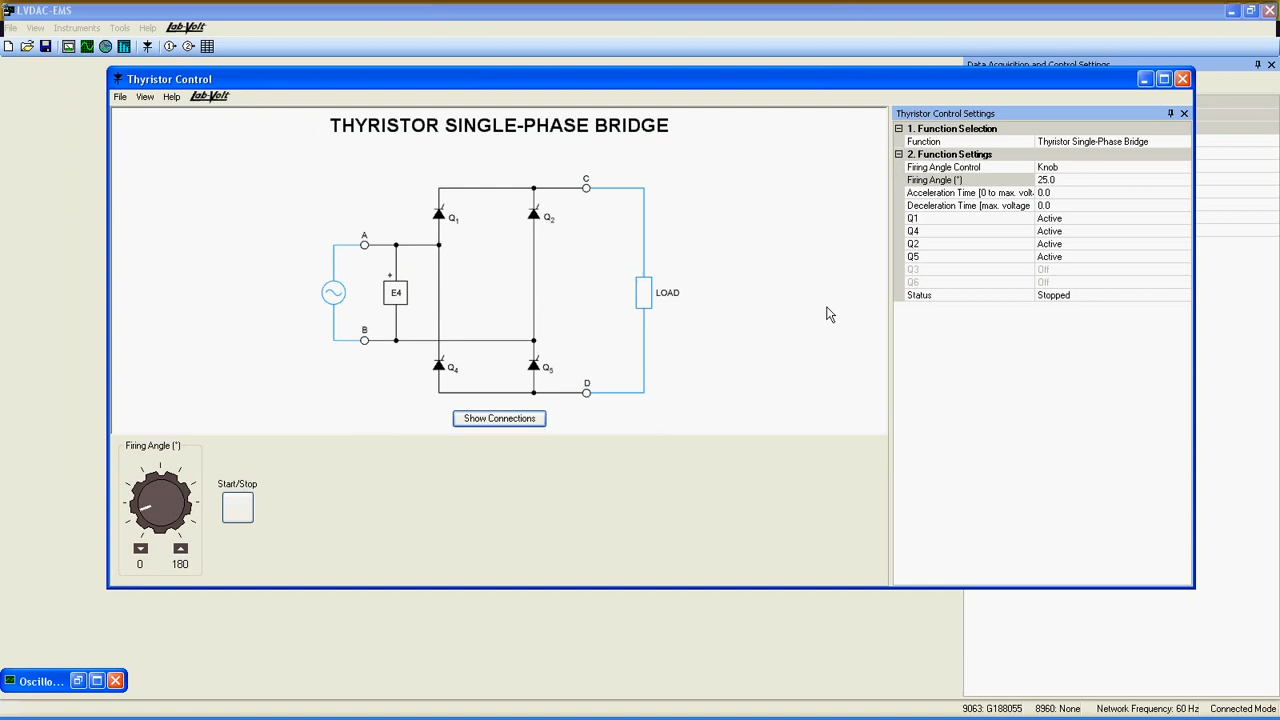 LVDAC-EMS
File View Instruments Tools Help Lab-Volt
Data Acquisition and Control Settings
Thyristor Control
File View Help Lab-Volt
THYRISTOR SINGLE-PHASE BRIDGE
C
Q1
Q2
A
+
E4
LOAD
B
Q4
Q5
D
Show Connections
Firing Angle (°)
0
180
Start/Stop
Thyristor Control Settings
1. Function Selection
Function Thyristor Single-Phase Bridge
2. Function Settings
Firing Angle Control Knob
Firing Angle (°) 25.0
Acceleration Time [0 to max. volt 0.0
Deceleration Time [max. voltage 0.0
Q1 Active
Q4 Active
Q2 Active
Q5 Active
Q3 Off
Q6 Off
Status Stopped
Oscillo...
9063: G188055 8960: None Network Frequency: 60 Hz Connected Mode